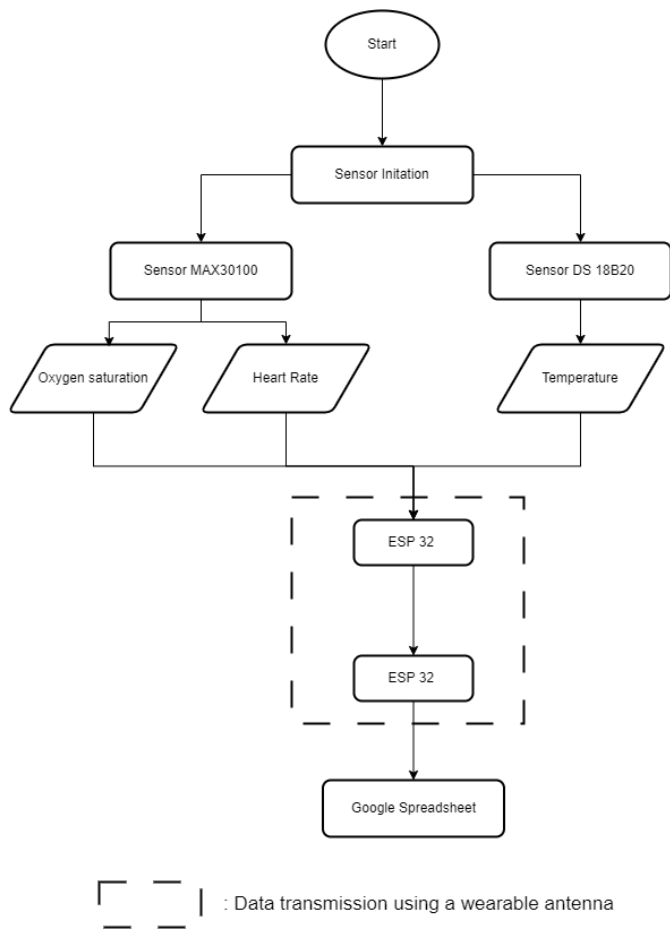 Start
Sensor Initation
Sensor MAX30100
Sensor DS 18B20
Oxygen saturation
Heart Rate
Temperature
ESP 32
ESP 32
Google Spreadsheet
: Data transmission using a wearable antenna